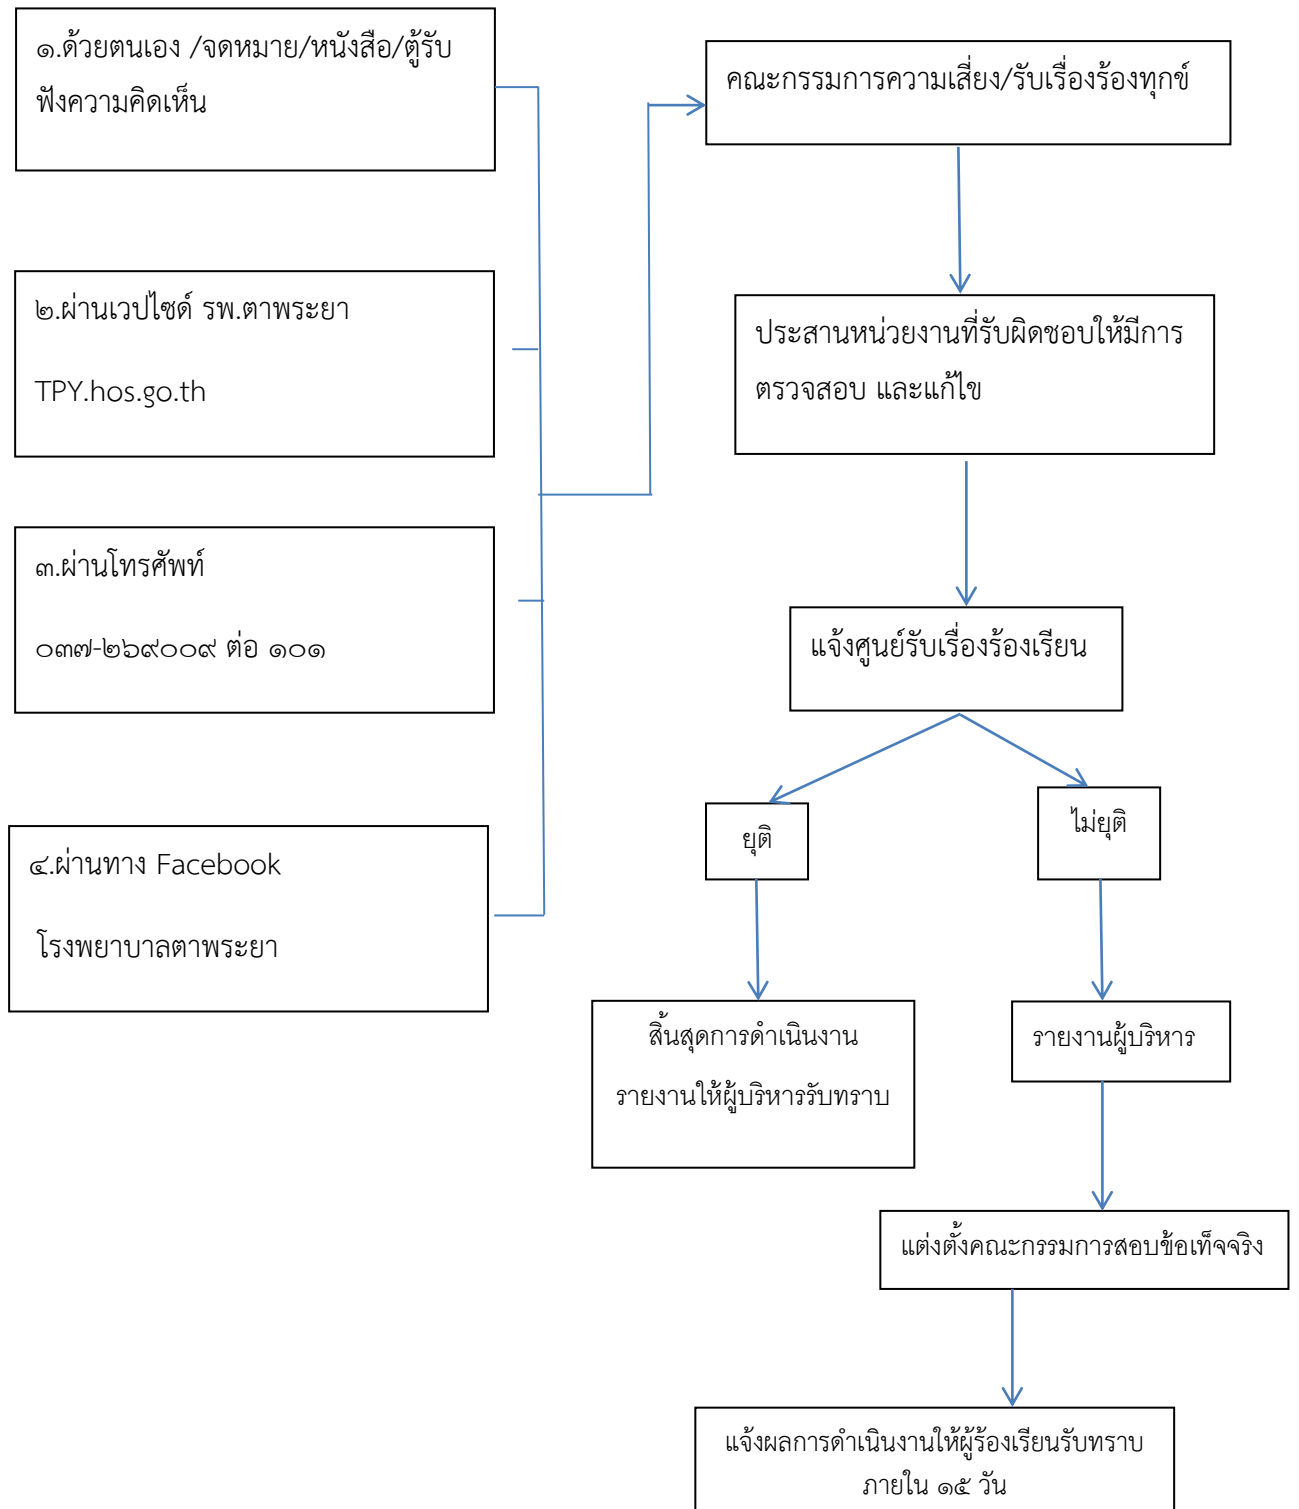 ๑.ด้วยตนเอง /จดหมาย/หนังสือ/ตู้รับ
ฟังความคิดเห็น
๒.ผ่านเวปไซด์ รพ.ตาพระยา
TPY.hos.go.th
๓.ผ่านโทรศัพท์
๐๓๗-๒๖๙๐๐๙ ต่อ ๑๐๑
๔.ผ่านทาง Facebook
โรงพยาบาลตาพระยา
คณะกรรมการความเสี่ยง/รับเรื่องร้องทุกข์
ประสานหน่วยงานที่รับผิดชอบให้มีการ
ตรวจสอบ และแก้ไข
แจ้งศูนย์รับเรื่องร้องเรียน
ยุติ
ไม่ยุติ
สิ้นสุดการดำเนินงาน
รายงานให้ผู้บริหารรับทราบ
รายงานผู้บริหาร
แต่งตั้งคณะกรรมการสอบข้อเท็จจริง
แจ้งผลการดำเนินงานให้ผู้ร้องเรียนรับทราบ
ภายใน ๑๕ วัน